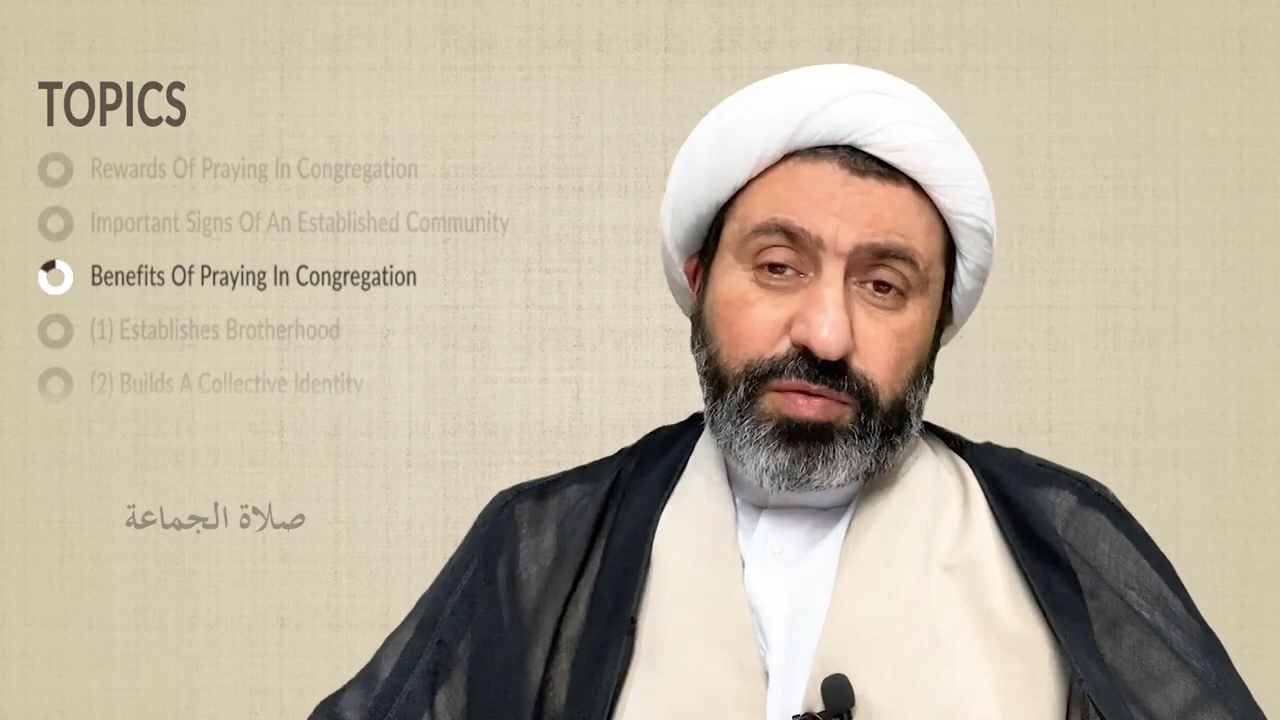 TOPICS
Rewards Of Praying In Congregation
Important Signs Of An Established Community
Benefits Of Praying In Congregation
(1) Establishes Brotherhood
(2) Builds A Collective Identity
صلاة الجماعة